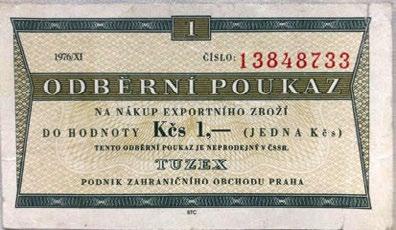 1
1976/XI ČÍSLO: 13848733
ODBĚRNÍ POUKAZ
NA NÁKUP EXPORTNÍHO ZBOŽÍ
DO HODNOTY Kčs 1,— (JEDNA Kčs)
TENTO ODBĚRNÍ POUKAZ JE NEPRODEJNÝ V ČSSR.
TUZEX
PODNIK ZAHRANIČNÍHO OBCHODU PRAHA
STC